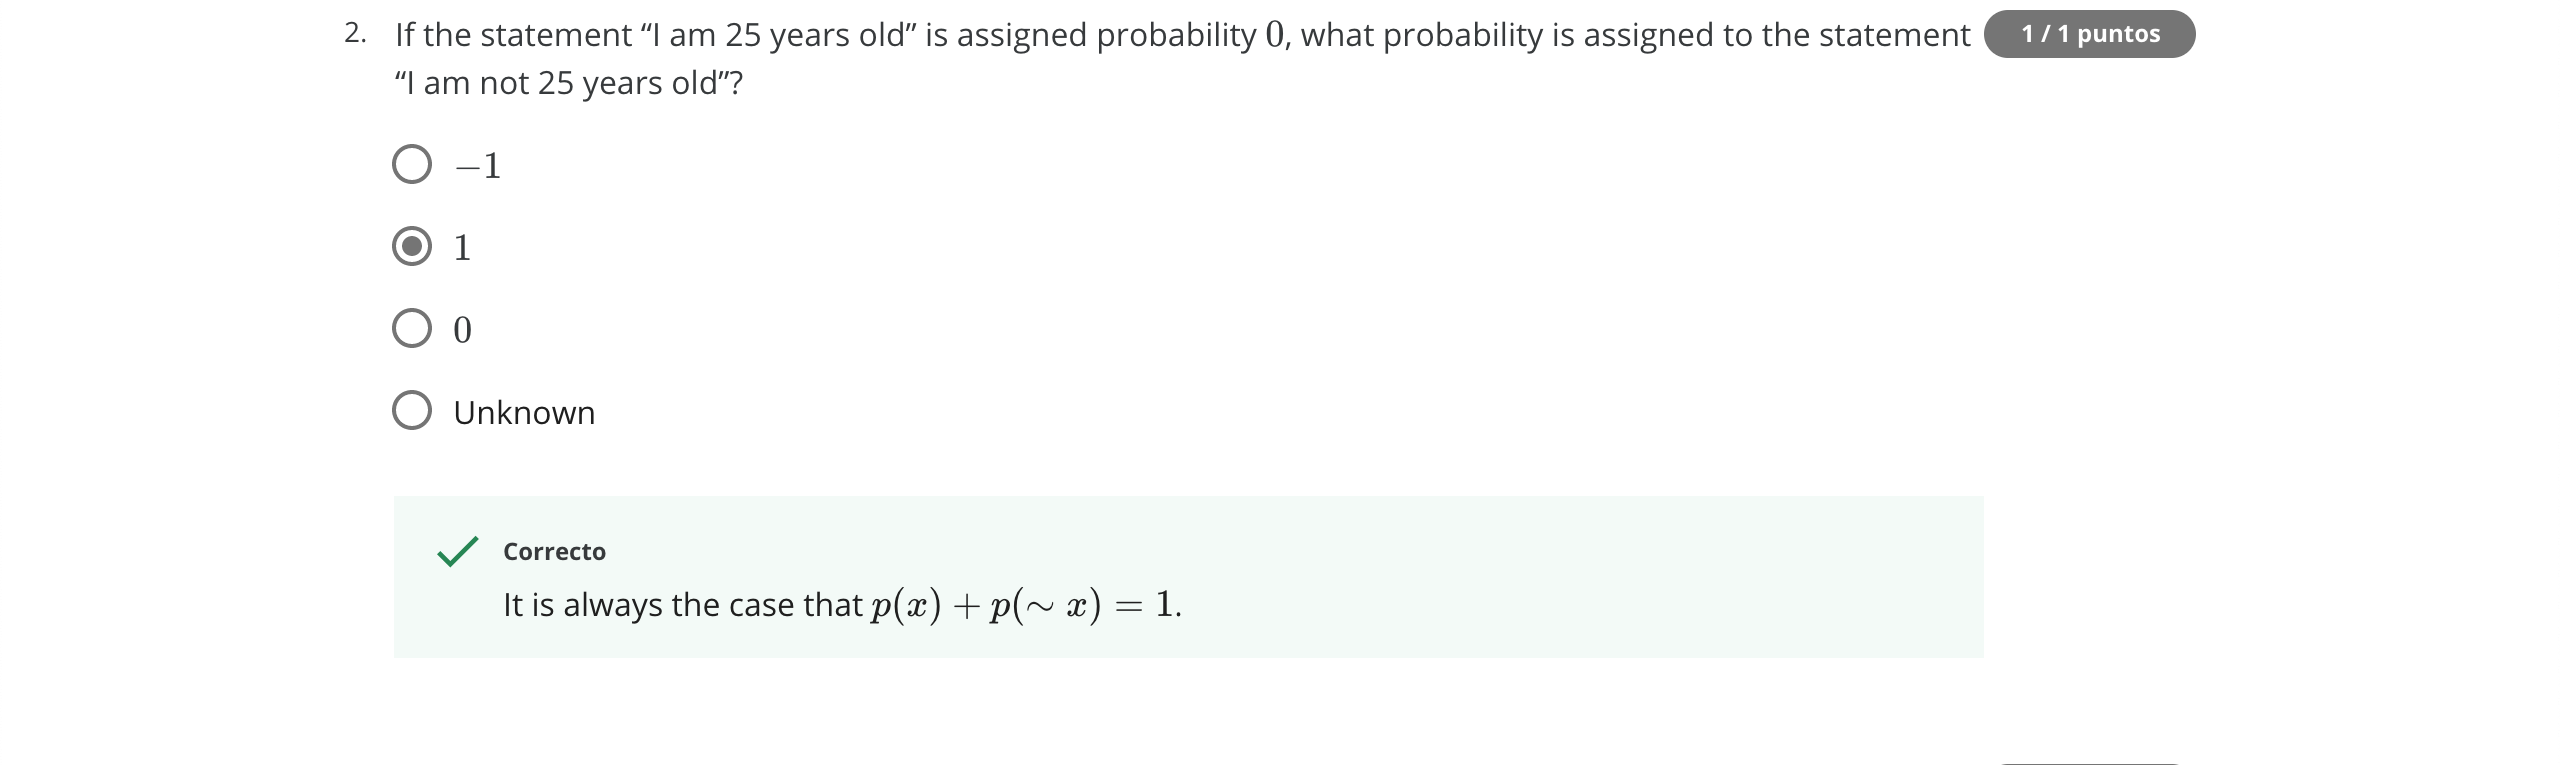 2. If the statement “I am 25 years old” is assigned probability 0, what probability is assigned to the statement 1 / 1 puntos
“I am not 25 years old”?
−1
1
0
Unknown
Correcto
It is always the case that p(x) + p(∼ x) = 1.